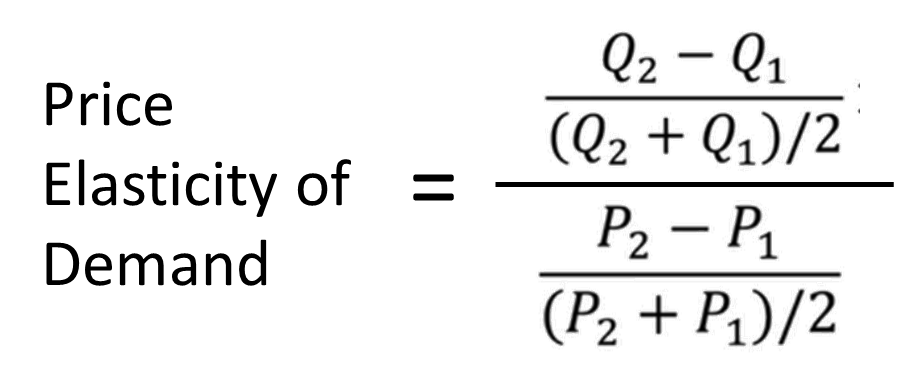 Price
Elasticity of
Demand
=
Q₂ − Q₁
(Q₂ + Q₁)/2
P₂ − P₁
(P₂ + P₁)/2